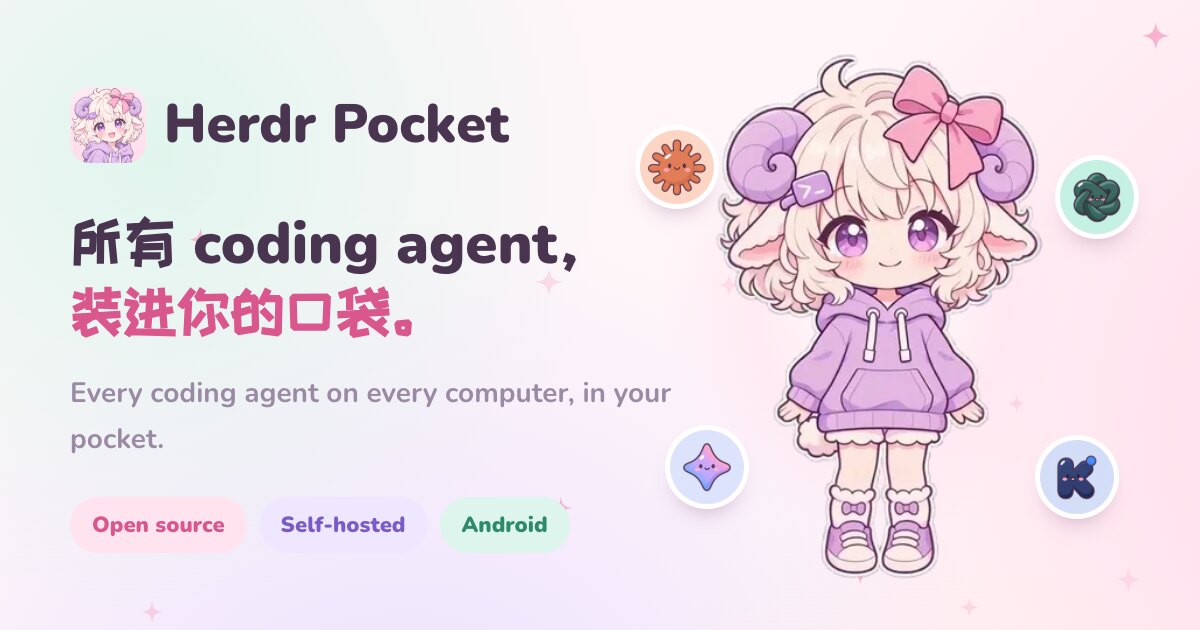 Herdr Pocket
所有 coding agent,
装进你的口袋。
Every coding agent on every computer, in your
pocket.
Open source
Self-hosted
Android
>_
K